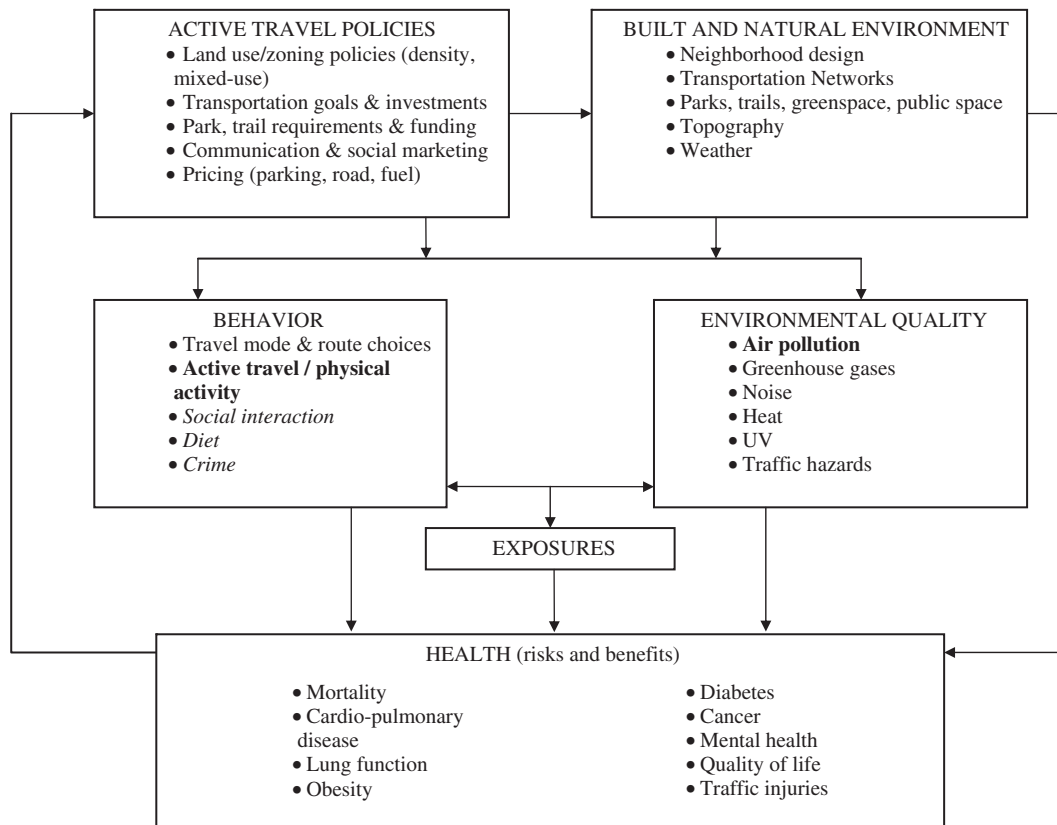 ACTIVE TRAVEL POLICIES
• Land use/zoning policies (density,
mixed-use)
• Transportation goals & investments
• Park, trail requirements & funding
• Communication & social marketing
• Pricing (parking, road, fuel)
BUILT AND NATURAL ENVIRONMENT
• Neighborhood design
• Transportation Networks
• Parks, trails, greenspace, public space
• Topography
• Weather
BEHAVIOR
• Travel mode & route choices
• Active travel / physical
activity
• Social interaction
• Diet
• Crime
ENVIRONMENTAL QUALITY
• Air pollution
• Greenhouse gases
• Noise
• Heat
• UV
• Traffic hazards
EXPOSURES
HEALTH (risks and benefits)
• Mortality
• Cardio-pulmonary
disease
• Lung function
• Obesity
• Diabetes
• Cancer
• Mental health
• Quality of life
• Traffic injuries